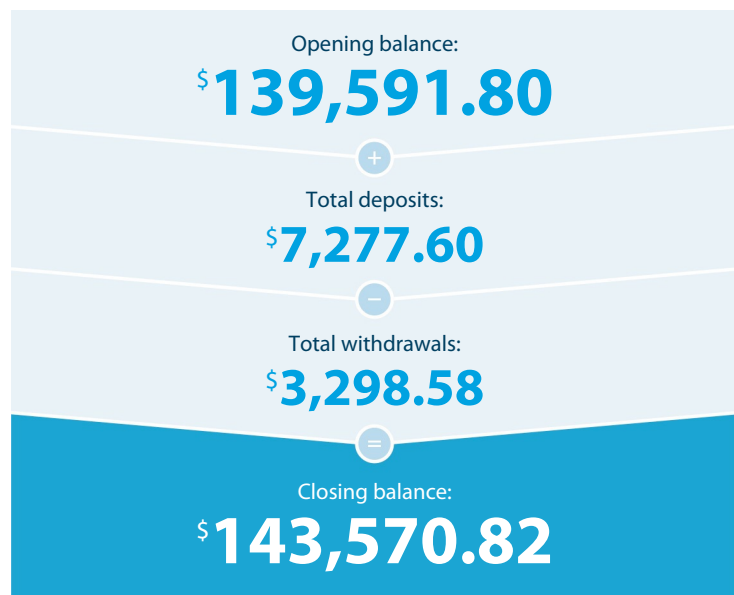 Opening balance:
$139,591.80
+
Total deposits:
$7,277.60
−
Total withdrawals:
$3,298.58
=
Closing balance:
$143,570.82